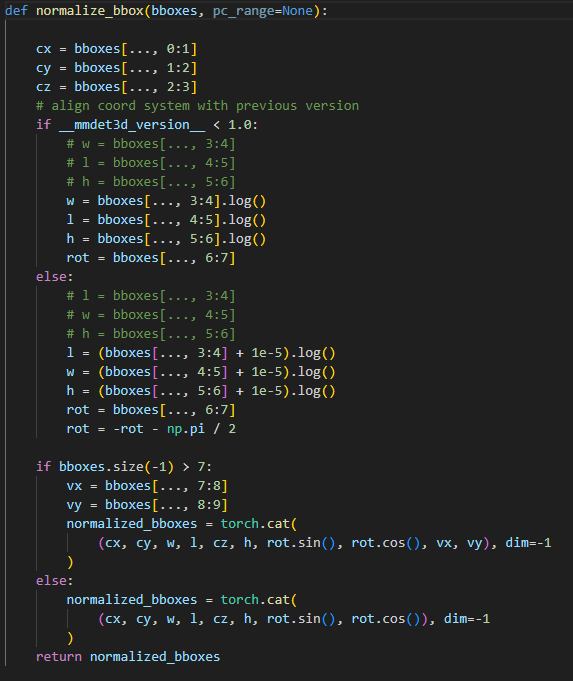 def normalize_bbox(bboxes, pc_range=None):
    cx = bboxes[..., 0:1]
    cy = bboxes[..., 1:2]
    cz = bboxes[..., 2:3]
    # align coord system with previous version
    if __mmdet3d_version__ < 1.0:
        # w = bboxes[..., 3:4]
        # l = bboxes[..., 4:5]
        # h = bboxes[..., 5:6]
        w = bboxes[..., 3:4].log()
        l = bboxes[..., 4:5].log()
        h = bboxes[..., 5:6].log()
        rot = bboxes[..., 6:7]
    else:
        # l = bboxes[..., 3:4]
        # w = bboxes[..., 4:5]
        # h = bboxes[..., 5:6]
        l = (bboxes[..., 3:4] + 1e-5).log()
        w = (bboxes[..., 4:5] + 1e-5).log()
        h = (bboxes[..., 5:6] + 1e-5).log()
        rot = bboxes[..., 6:7]
        rot = -rot - np.pi / 2
    if bboxes.size(-1) > 7:
        vx = bboxes[..., 7:8]
        vy = bboxes[..., 8:9]
        normalized_bboxes = torch.cat(
            (cx, cy, w, l, cz, h, rot.sin(), rot.cos(), vx, vy), dim=-1
        )
    else:
        normalized_bboxes = torch.cat(
            (cx, cy, w, l, cz, h, rot.sin(), rot.cos()), dim=-1
        )
    return normalized_bboxes